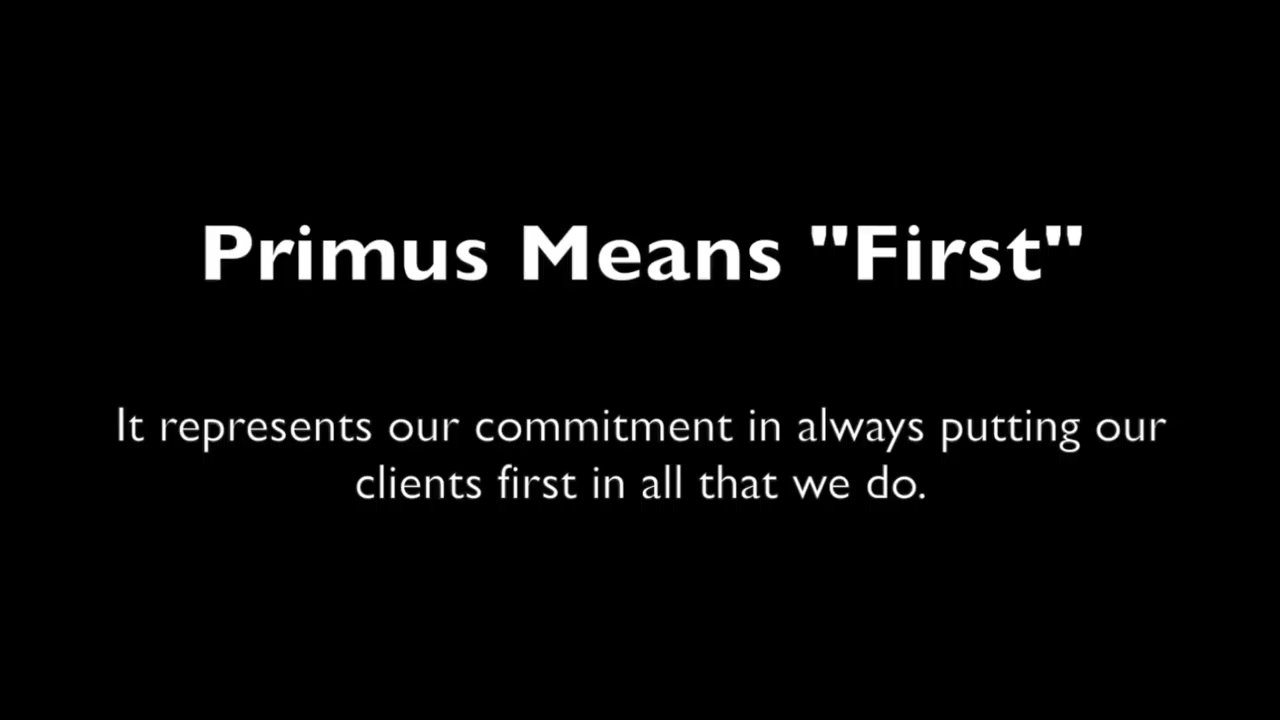 Primus Means "First"
It represents our commitment in always putting our
clients first in all that we do.